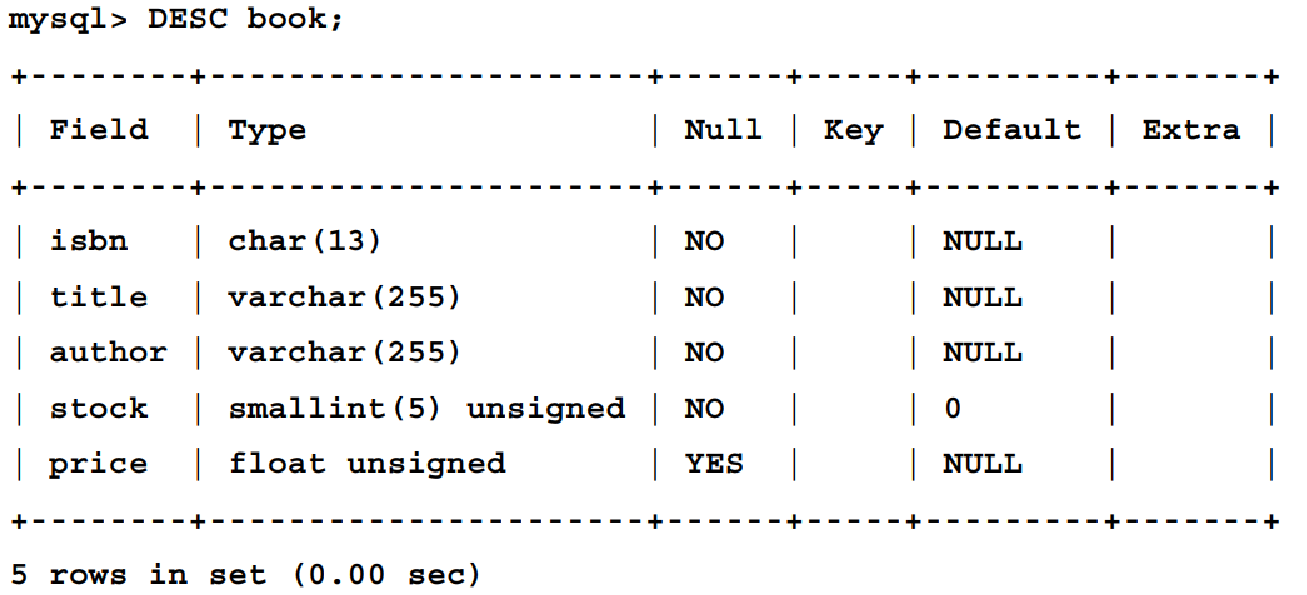 mysql> DESC book;
+--------+----------------------+------+-----+---------+-------+
| Field  | Type                 | Null | Key | Default | Extra |
+--------+----------------------+------+-----+---------+-------+
| isbn   | char(13)             | NO   |     | NULL    |       |
| title  | varchar(255)         | NO   |     | NULL    |       |
| author | varchar(255)         | NO   |     | NULL    |       |
| stock  | smallint(5) unsigned | NO   |     | 0       |       |
| price  | float unsigned       | YES  |     | NULL    |       |
+--------+----------------------+------+-----+---------+-------+
5 rows in set (0.00 sec)